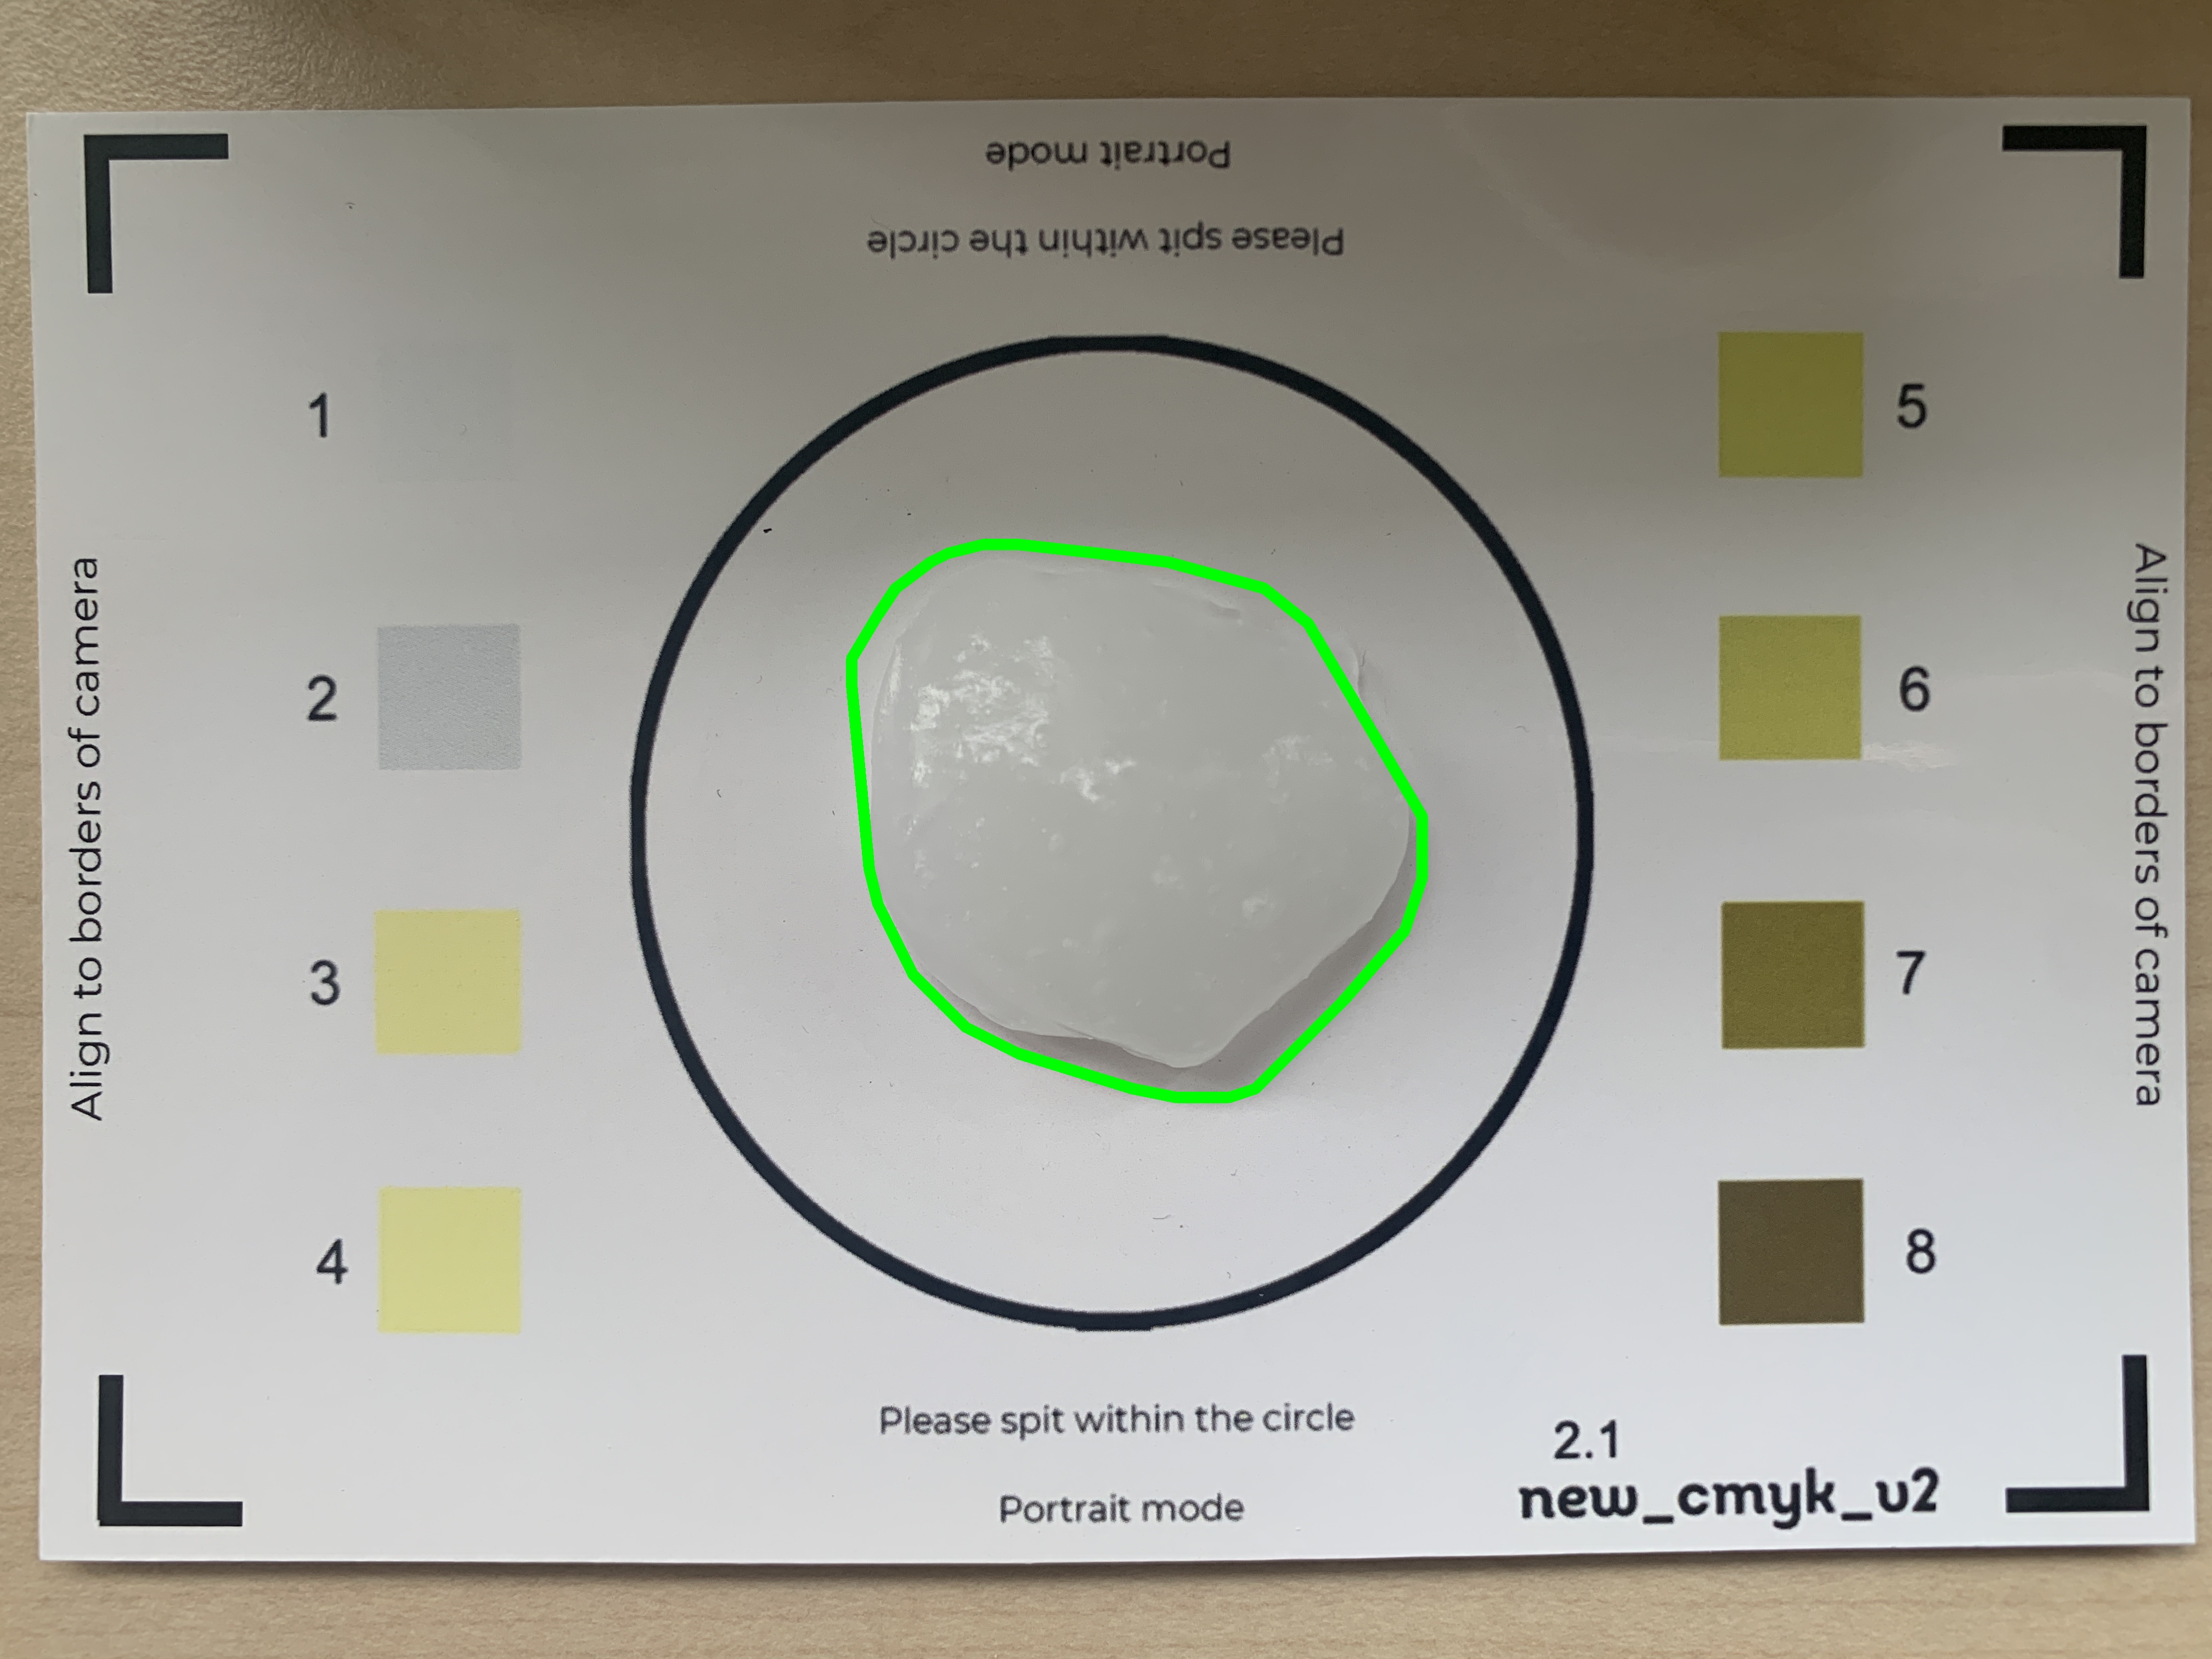 Portrait mode
Please spit within the circle
1
2
3
4
5
6
7
8
Align to borders of camera
Align to borders of camera
Please spit within the circle
Portrait mode
2.1
new_cmyk_v2